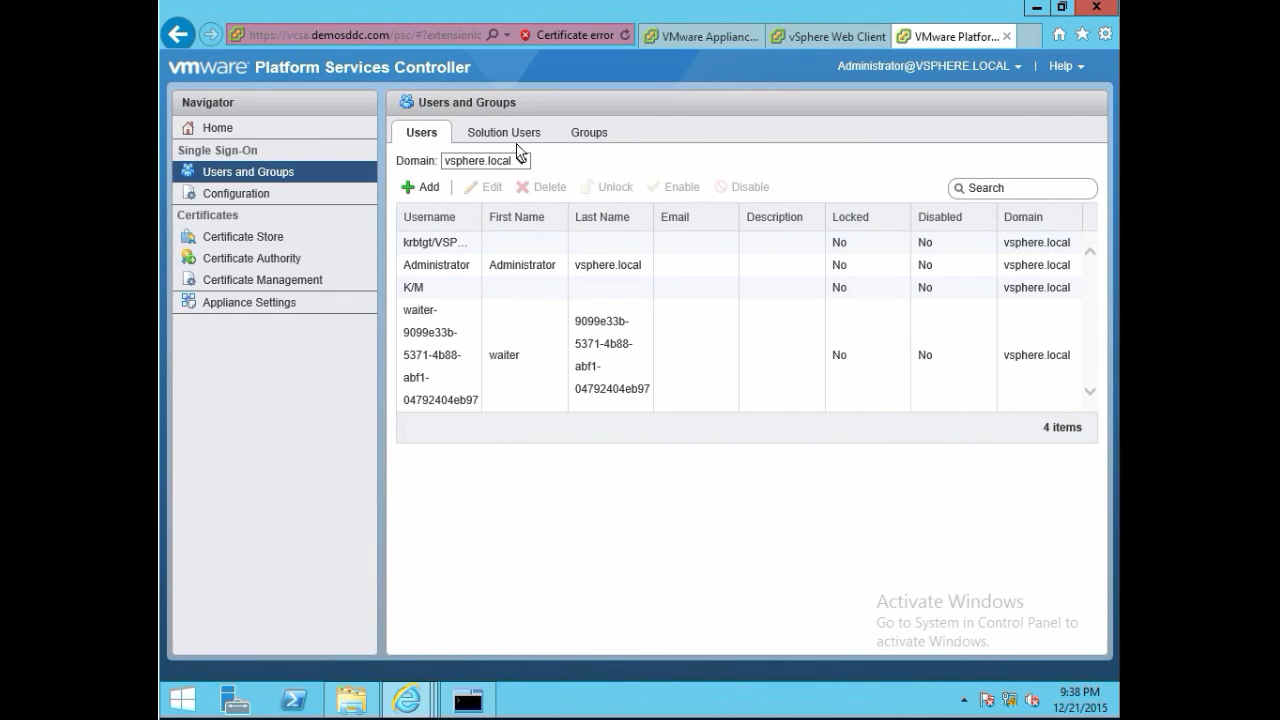 https://vcsa.demosddc.com/psc/#?extensionIc
Certificate error
VMware Applianc...
vSphere Web Client
VMware Platfor...
vmware Platform Services Controller
Administrator@VSPHERE.LOCAL
Help
Navigator
Home
Single Sign-On
Users and Groups
Configuration
Certificates
Certificate Store
Certificate Authority
Certificate Management
Appliance Settings
Users and Groups
Users Solution Users Groups
Domain: vsphere.local
Add Edit Delete Unlock Enable Disable
Search
Username First Name Last Name Email Description Locked Disabled Domain
krbtgt/VSP... No No vsphere.local
Administrator Administrator vsphere.local No No vsphere.local
K/M No No vsphere.local
waiter-
9099e33b-
5371-4b88-
abf1-
04792404eb97
waiter
9099e33b-
5371-4b88-
abf1-
04792404eb97
No No vsphere.local
4 items
Activate Windows
Go to System in Control Panel to
activate Windows.
9:38 PM
12/21/2015